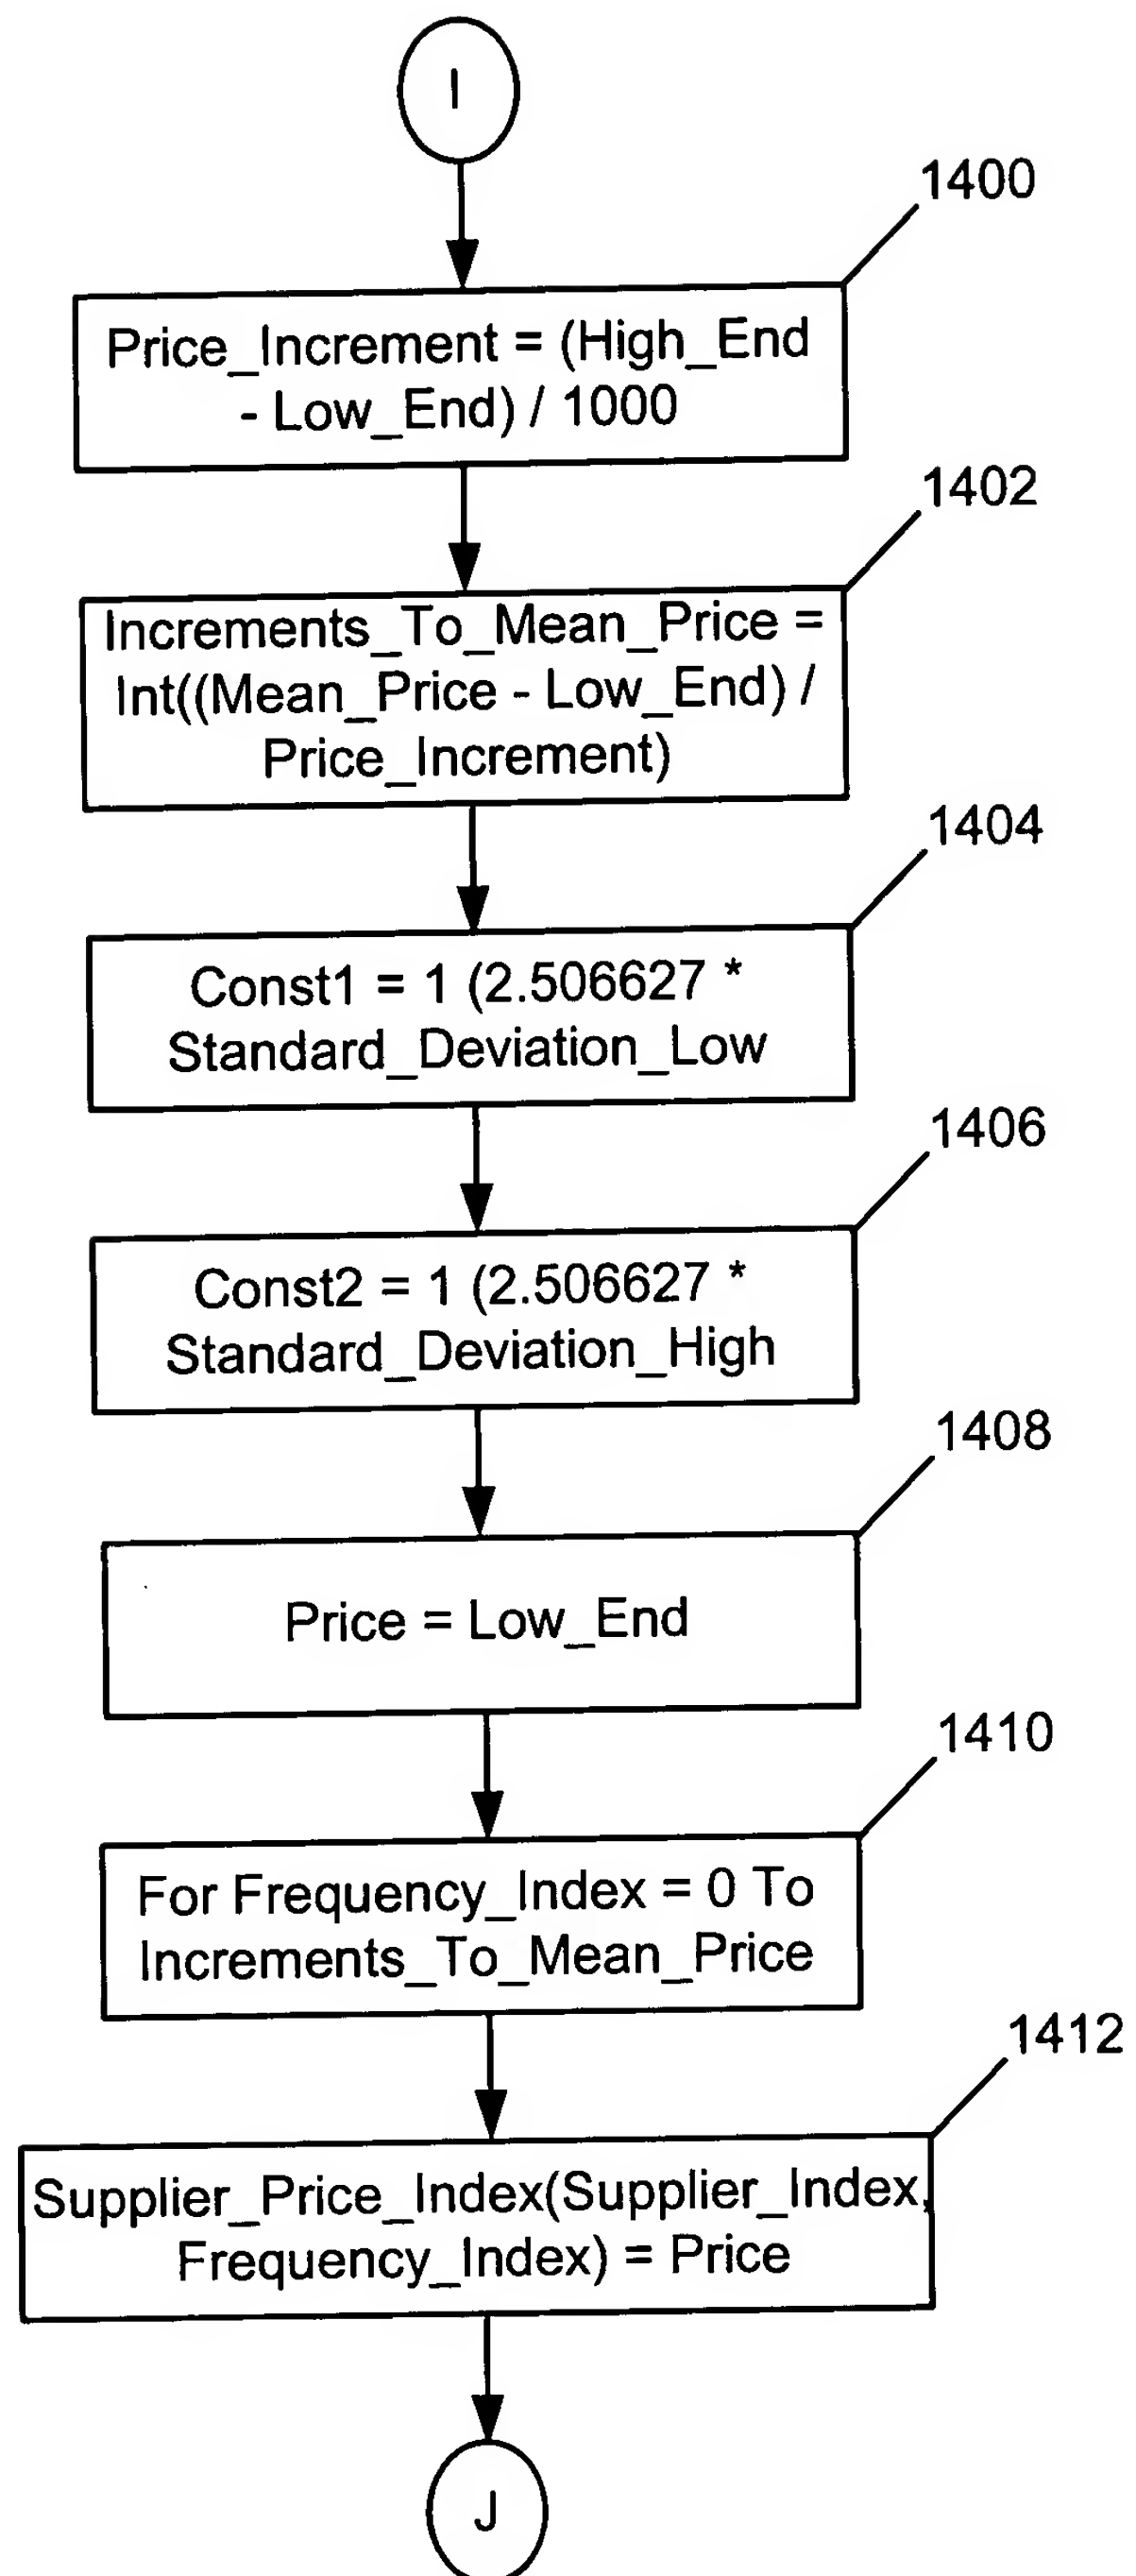 I
1400
Price_Increment = (High_End
- Low_End) / 1000
1402
Increments_To_Mean_Price =
Int((Mean_Price - Low_End) /
Price_Increment)
1404
Const1 = 1 (2.506627 *
Standard_Deviation_Low
1406
Const2 = 1 (2.506627 *
Standard_Deviation_High
1408
Price = Low_End
1410
For Frequency_Index = 0 To
Increments_To_Mean_Price
1412
Supplier_Price_Index(Supplier_Index,
Frequency_Index) = Price
J